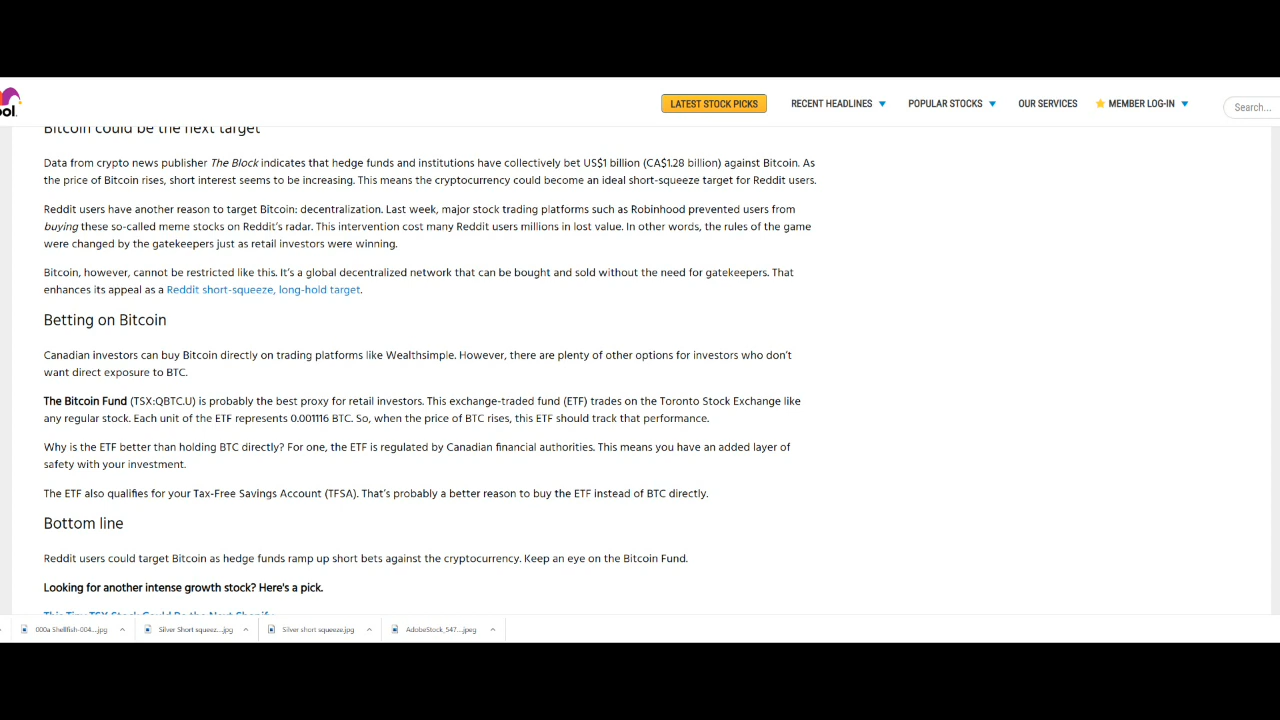 ool.
LATEST STOCK PICKS
RECENT HEADLINES
POPULAR STOCKS
OUR SERVICES
MEMBER LOG-IN
Search...
Bitcoin could be the next target
Data from crypto news publisher The Block indicates that hedge funds and institutions have collectively bet US$1 billion (CA$1.28 billion) against Bitcoin. As
the price of Bitcoin rises, short interest seems to be increasing. This means the cryptocurrency could become an ideal short-squeeze target for Reddit users.
Reddit users have another reason to target Bitcoin: decentralization. Last week, major stock trading platforms such as Robinhood prevented users from
buying these so-called meme stocks on Reddit's radar. This intervention cost many Reddit users millions in lost value. In other words, the rules of the game
were changed by the gatekeepers just as retail investors were winning.
Bitcoin, however, cannot be restricted like this. It's a global decentralized network that can be bought and sold without the need for gatekeepers. That
enhances its appeal as a Reddit short-squeeze, long-hold target.
Betting on Bitcoin
Canadian investors can buy Bitcoin directly on trading platforms like Wealthsimple. However, there are plenty of other options for investors who don't
want direct exposure to BTC.
The Bitcoin Fund (TSX:QBTC.U) is probably the best proxy for retail investors. This exchange-traded fund (ETF) trades on the Toronto Stock Exchange like
any regular stock. Each unit of the ETF represents 0.001116 BTC. So, when the price of BTC rises, this ETF should track that performance.
Why is the ETF better than holding BTC directly? For one, the ETF is regulated by Canadian financial authorities. This means you have an added layer of
safety with your investment.
The ETF also qualifies for your Tax-Free Savings Account (TFSA). That's probably a better reason to buy the ETF instead of BTC directly.
Bottom line
Reddit users could target Bitcoin as hedge funds ramp up short bets against the cryptocurrency. Keep an eye on the Bitcoin Fund.
Looking for another intense growth stock? Here's a pick.
This Tiny TSX Stock Could Be the Next Shopify
000a Shellfish-004....jpg
Silver Short squeez....jpg
Silver short squeeze.jpg
AdobeStock_547....jpeg